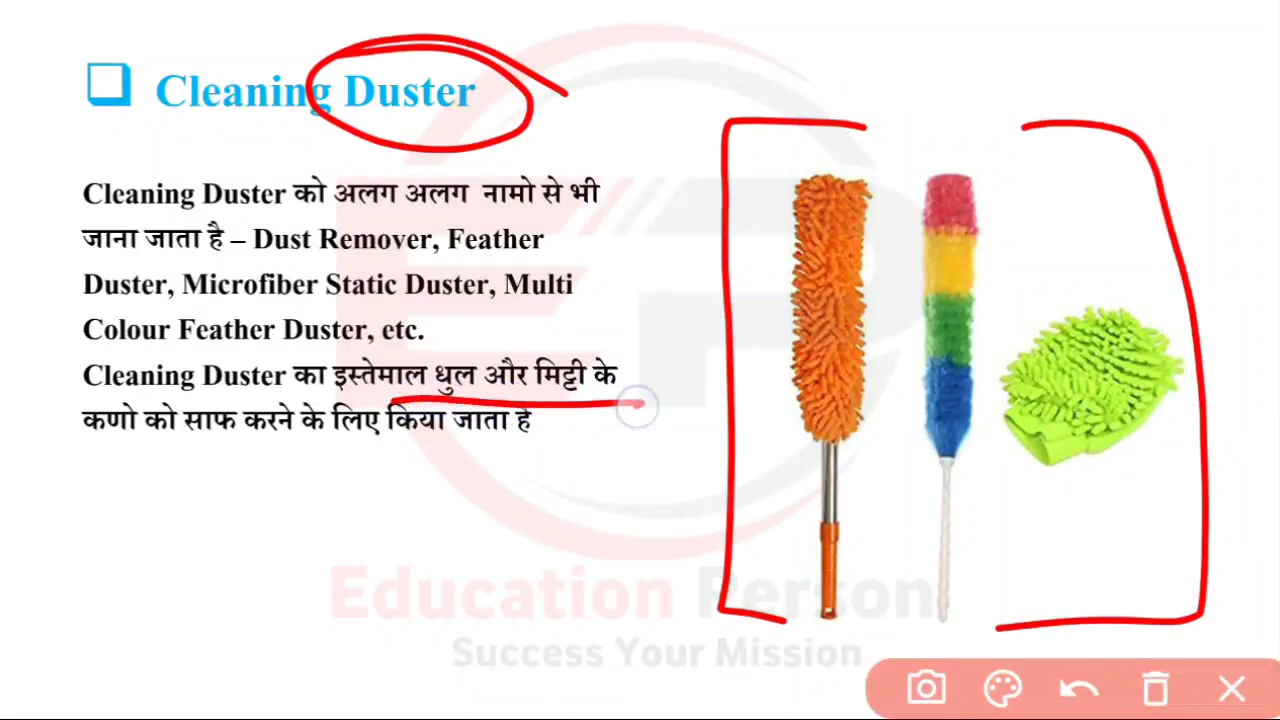 Cleaning Duster
Cleaning Duster को अलग अलग नामो से भी
जाना जाता है – Dust Remover, Feather
Duster, Microfiber Static Duster, Multi
Colour Feather Duster, etc.
Cleaning Duster का इस्तेमाल धुल और मिट्टी के
कणो को साफ करने के लिए किया जाता है
Education Person
Success Your Mission